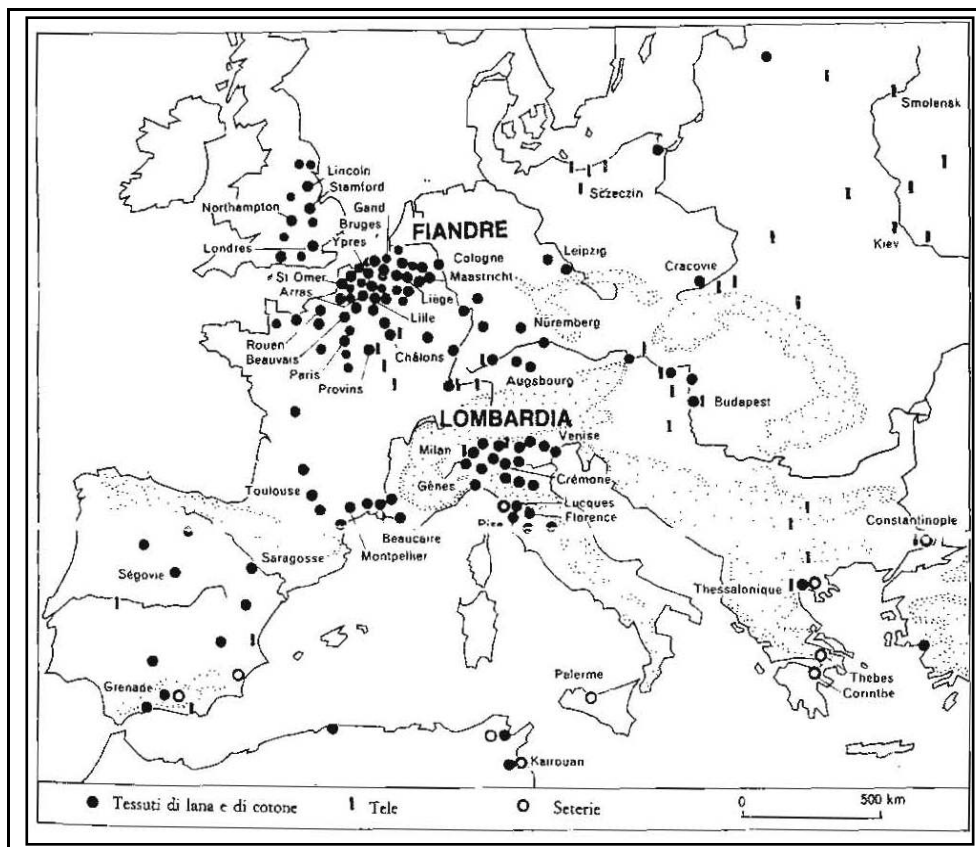 Smolensk
Lincoln
Stamford
Gand
Northampton
Bruges
Sčzeczin
FIANDRE
Ypres
Kiev
Londres
Cologne
Leipzig
Cracovie
St Omer
Maastricht
Arras
Liège
Lille
Nüremberg
Rouen
Beauvais
Châlons
Paris
Provins
Augsbourg
Budapest
LOMBARDIA
Venise
Milan
Crémone
Gênes
Toulouse
Lucques
Florence
Constantinople
Pise
Beaucaire
Saragosse
Montpellier
Ségovie
Thessalonique
Palerme
Thèbes
Grenade
Corinthe
Kairouan
Tessuti di lana e di cotone
Tele
Seterie
0
500 km